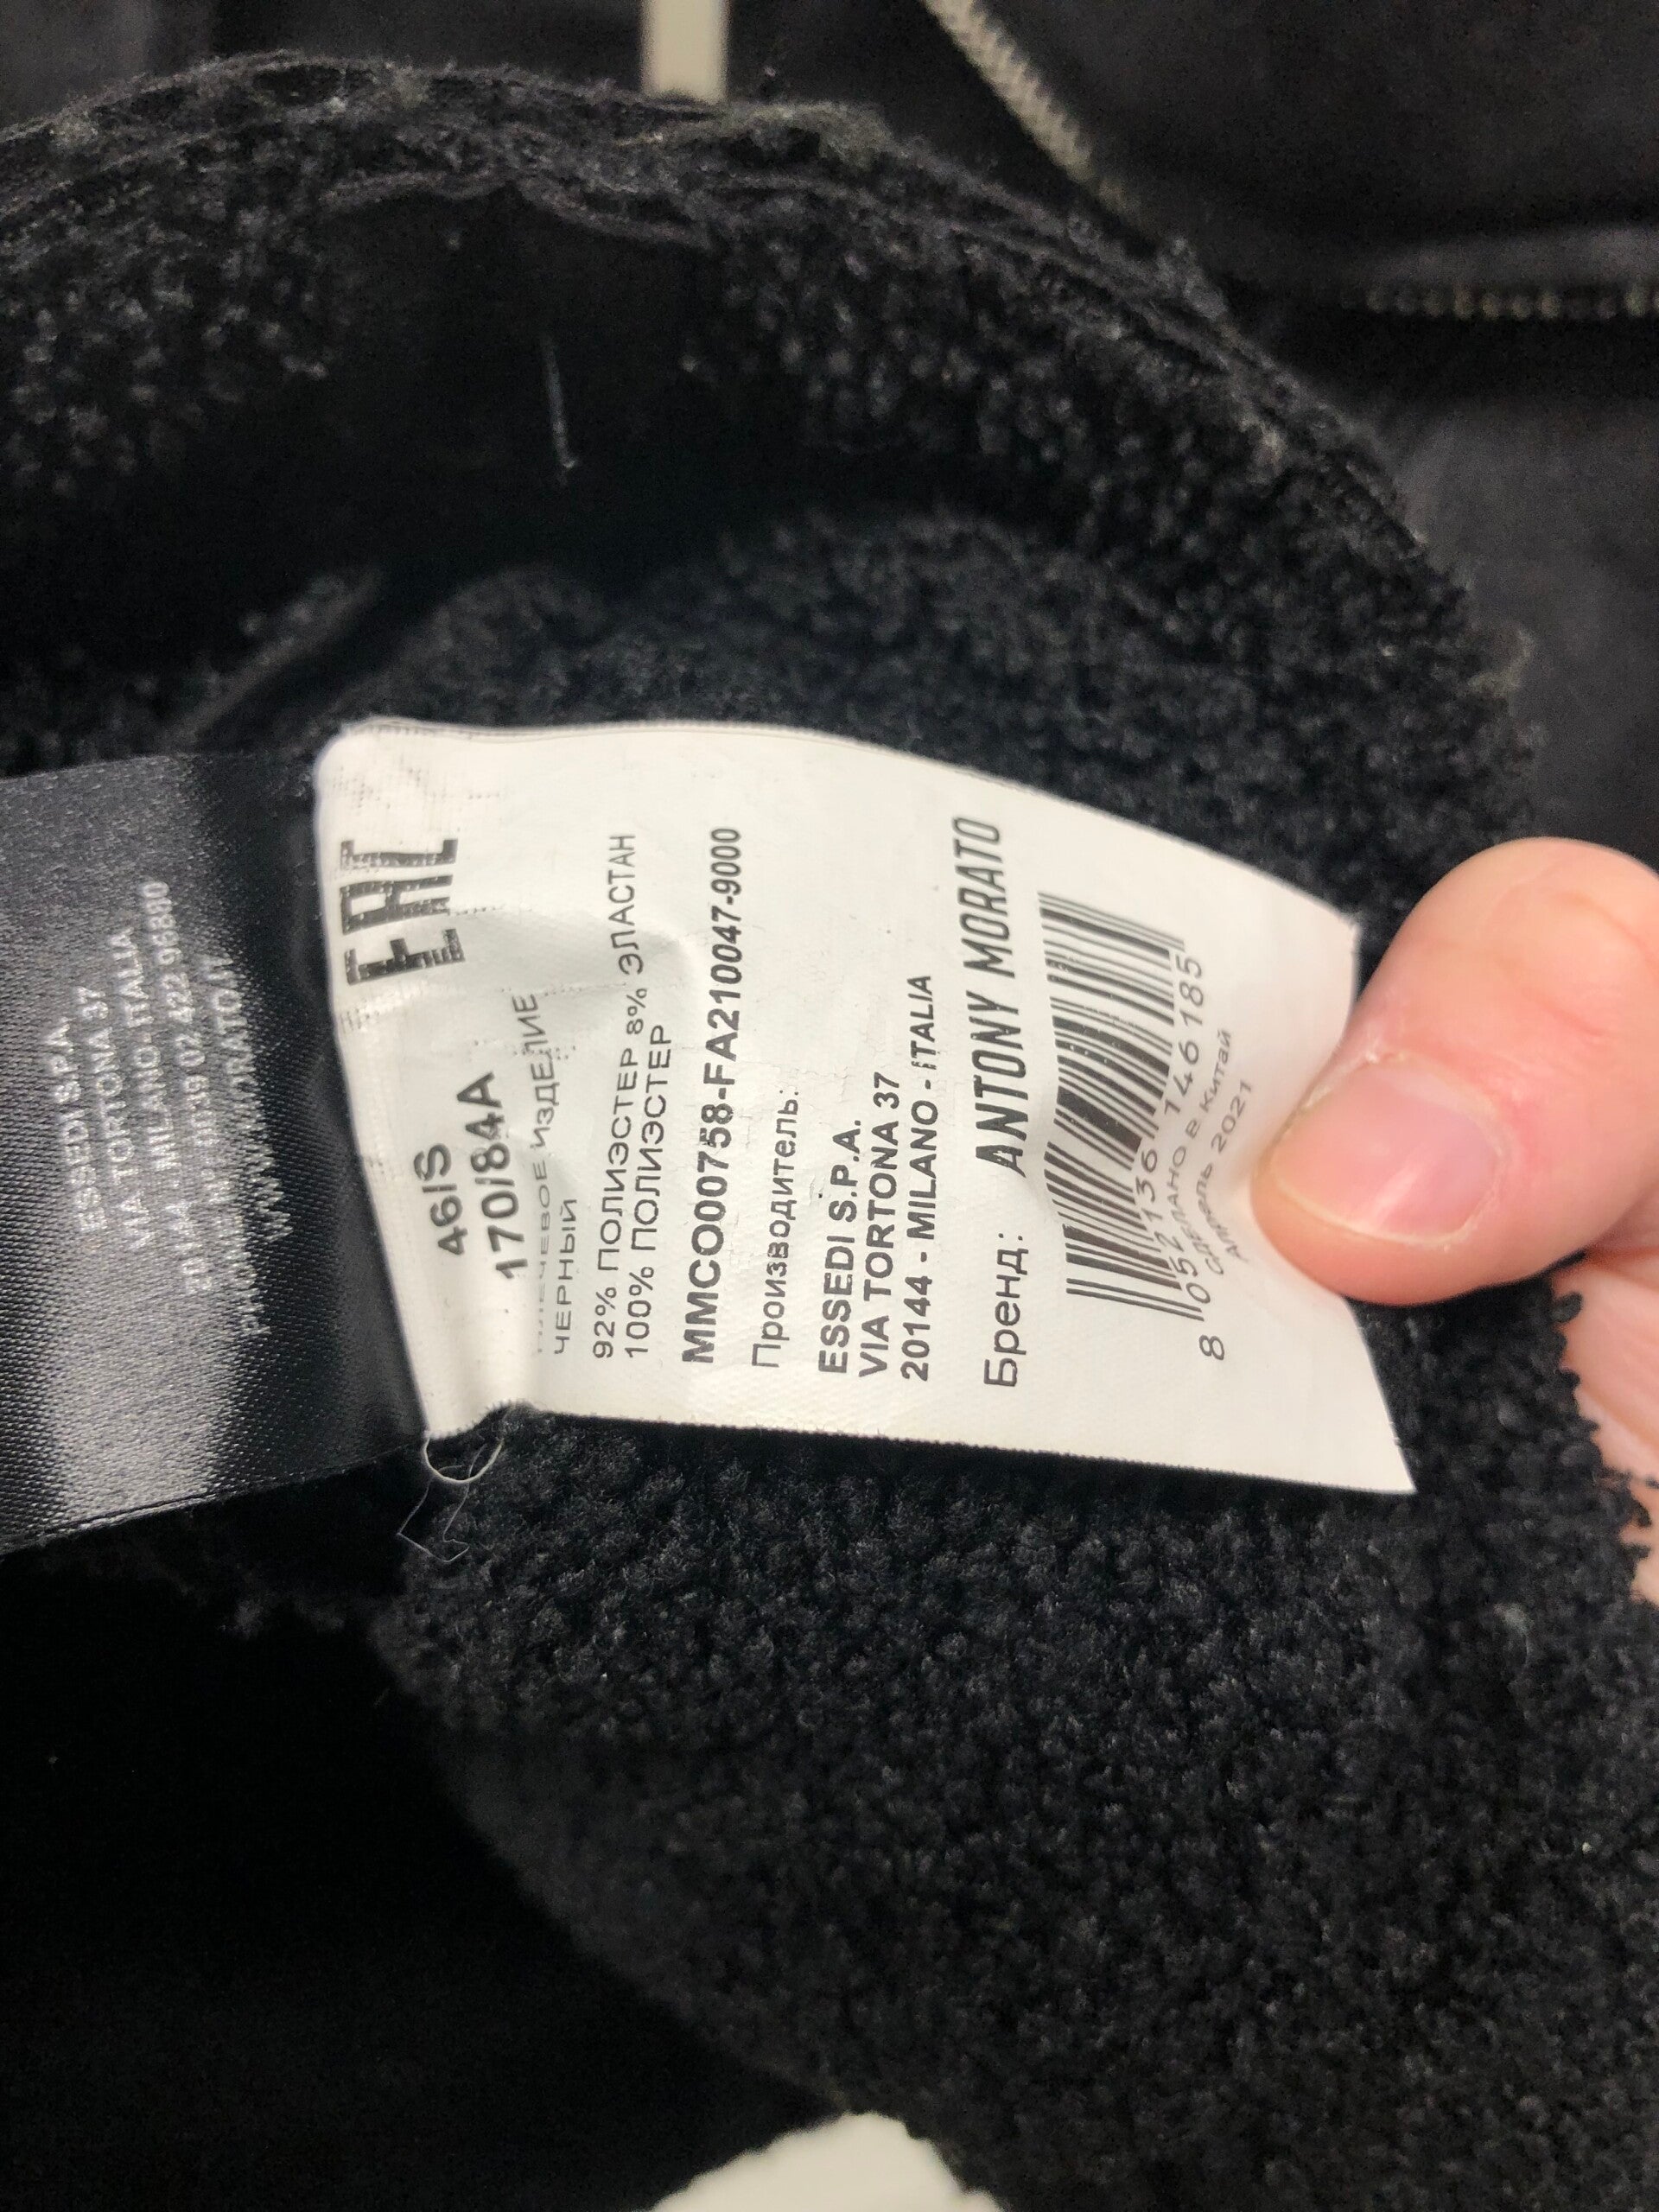 ESSEDI S.P.A.
VIA TORTONA 37
MILANO-ITALIA
EAC
46/S
170/84A
ИЗДЕЛИЕ
ЧЕРНЫЙ
92% ПОЛИЭСТЕР 8% ЭЛАСТАН
100% ПОЛИЭСТЕР
MMCO00758-FA210047-9000
Производитель:
ESSEDI S.P.A.
VIA TORTONA 37
20144 - MILANO - ITALIA
Бренд: ANTONY MORATO
8 052136 146185
Сделано в Китай
Апрель 2021